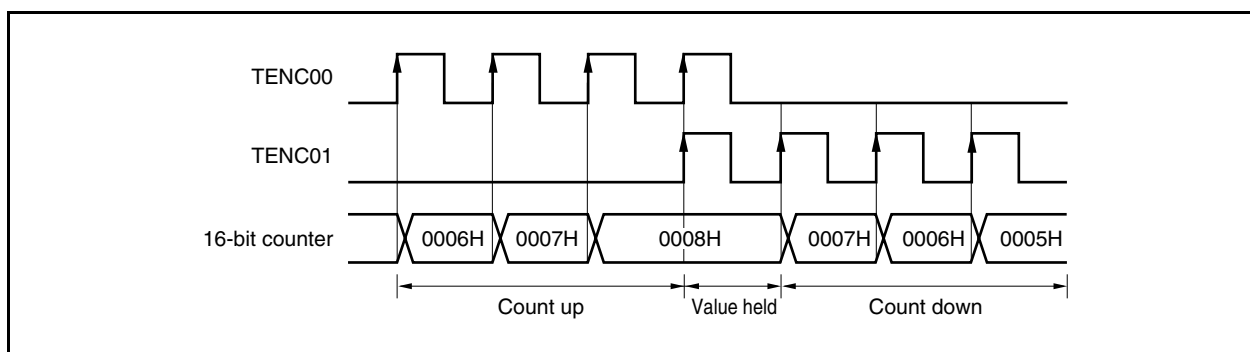 TENC00
TENC01
16-bit counter
0006H 0007H 0008H 0007H 0006H 0005H
Count up Value held Count down